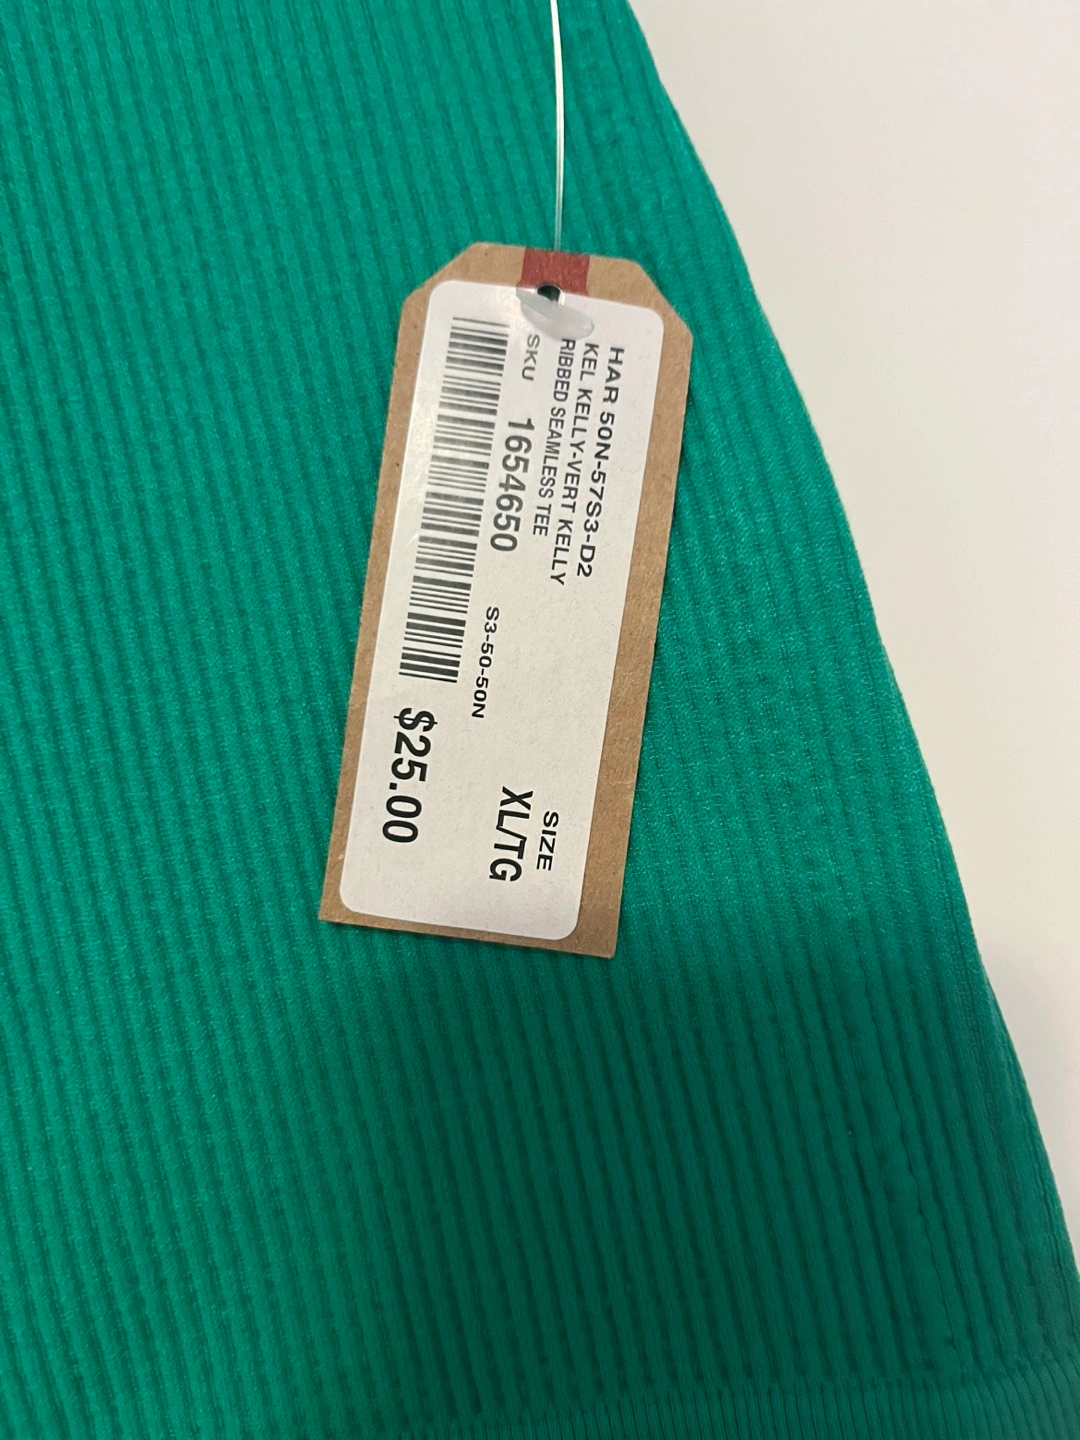 HAR 50N-57S3-D2
KEL KELLY-VERT KELLY
RIBBED SEAMLESS TEE
SKU 1654650
S3-50-50N
SIZE
XL/TG
$25.00